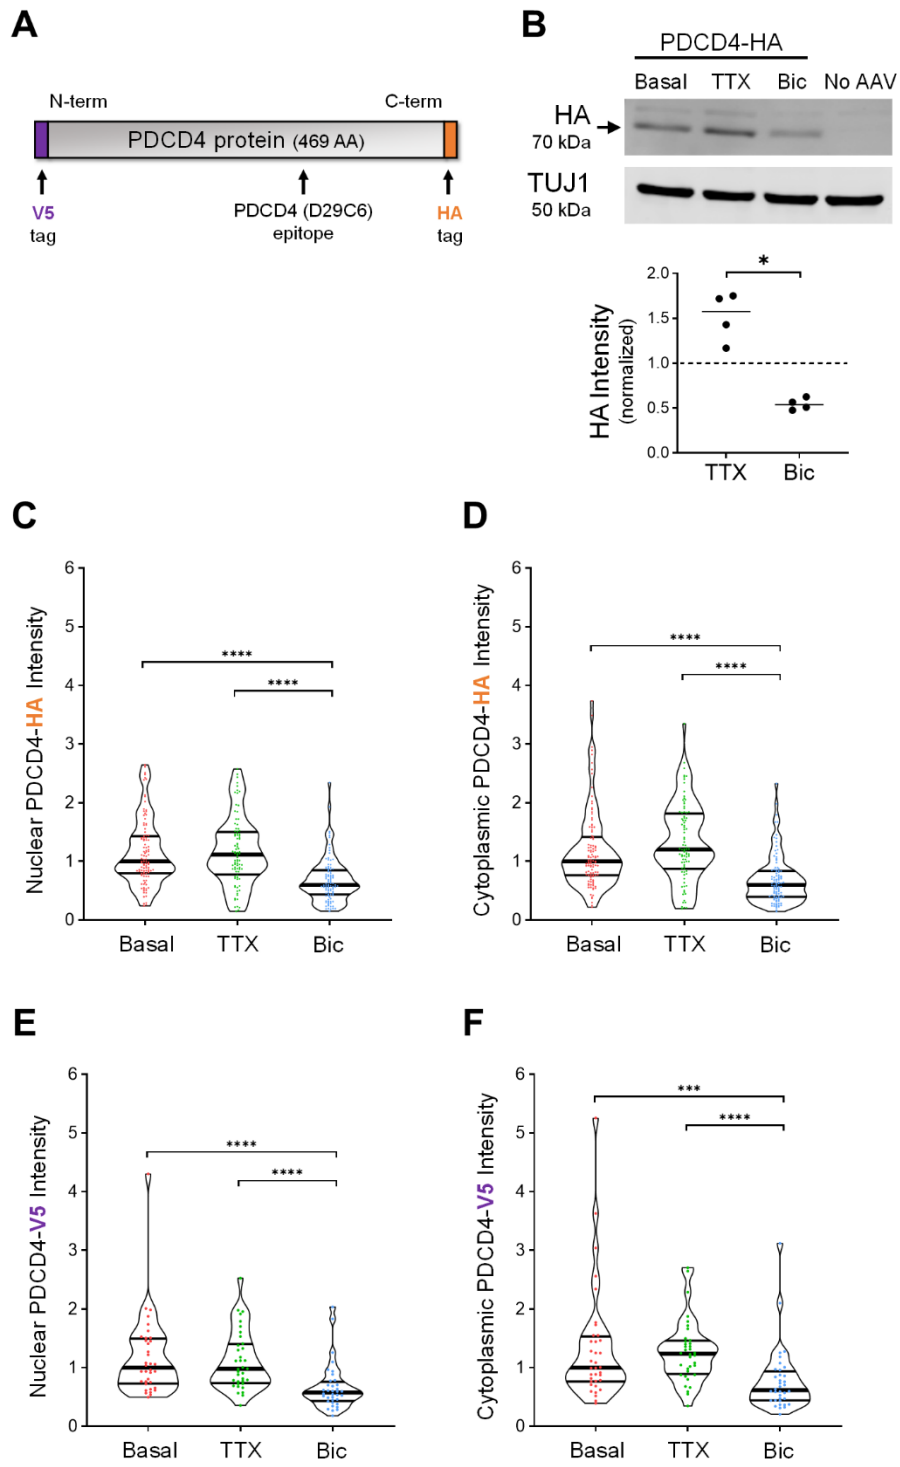 A
N-term
C-term
PDCD4 protein (469 AA)
V5
tag
PDCD4 (D29C6)
epitope
HA
tag
B
PDCD4-HA
Basal TTX Bic No AAV
HA
70 kDa
TUJ1
50 kDa
*
2.0
1.5
1.0
0.5
0.0
HA Intensity
(normalized)
TTX Bic
C
Nuclear PDCD4-HA Intensity
6
5
4
3
2
1
0
****
****
Basal TTX Bic
D
Cytoplasmic PDCD4-HA Intensity
6
5
4
3
2
1
0
****
****
Basal TTX Bic
E
Nuclear PDCD4-V5 Intensity
6
5
4
3
2
1
0
****
****
Basal TTX Bic
F
Cytoplasmic PDCD4-V5 Intensity
6
5
4
3
2
1
0
***
****
Basal TTX Bic